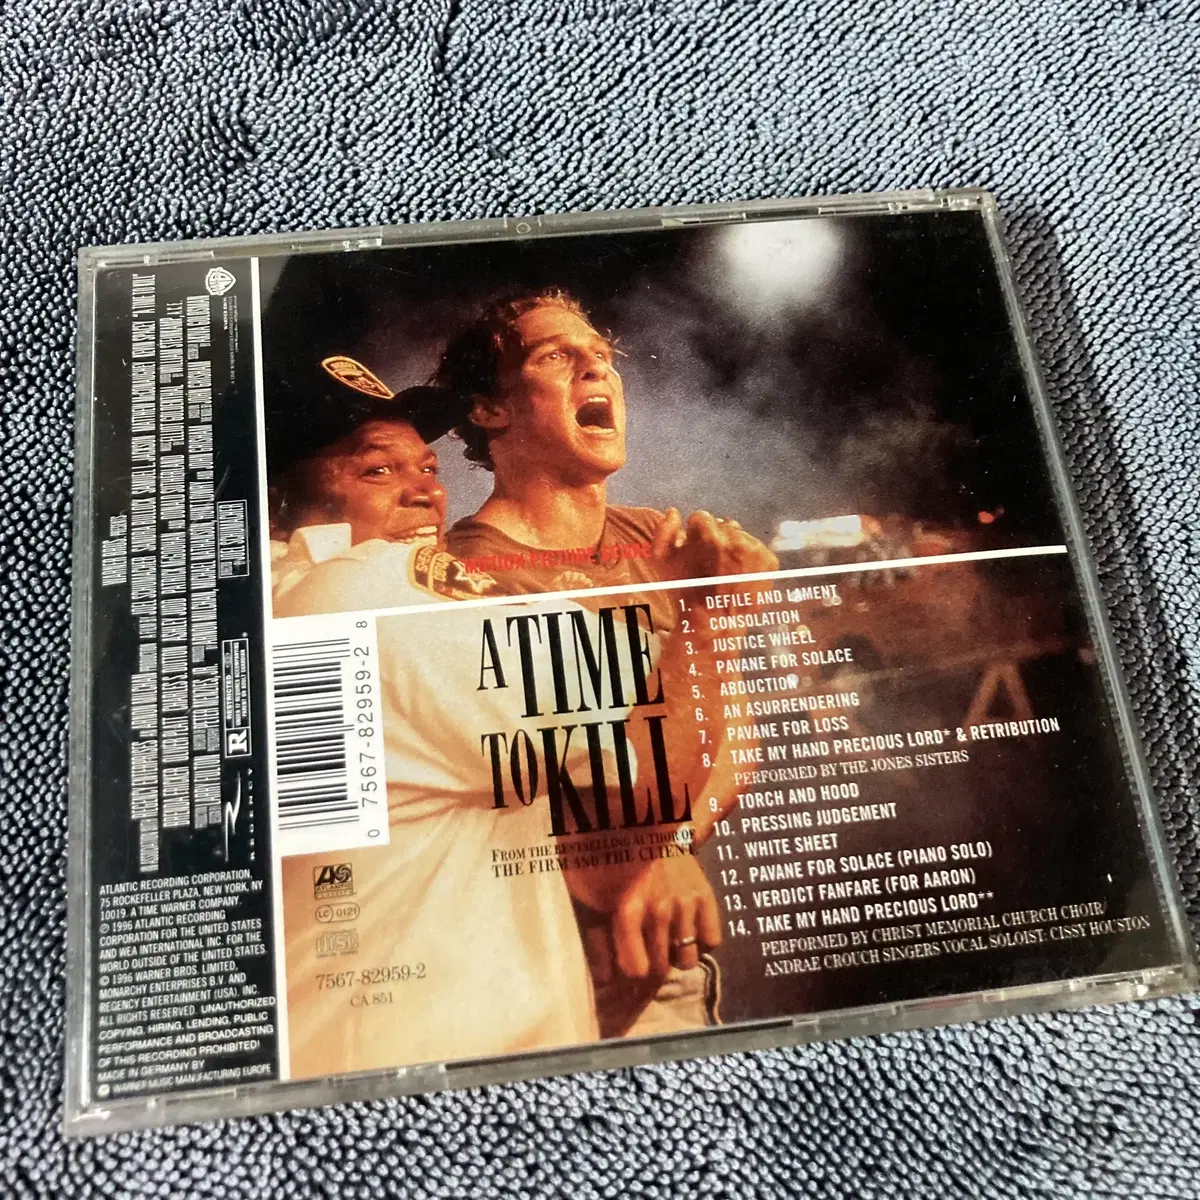 MOTION PICTURE SCORE
A TIME
TO KILL
FROM THE BESTSELLING AUTHOR OF
THE FIRM AND THE CLIENT
1. DEFILE AND LAMENT
2. CONSOLATION
3. JUSTICE WHEEL
4. PAVANE FOR SOLACE
5. ABDUCTION
6. AN ASURRENDERING
7. PAVANE FOR LOSS
8. TAKE MY HAND PRECIOUS LORD* & RETRIBUTION
PERFORMED BY THE JONES SISTERS
9. TORCH AND HOOD
10. PRESSING JUDGEMENT
11. WHITE SHEET
12. PAVANE FOR SOLACE (PIANO SOLO)
13. VERDICT FANFARE (FOR AARON)
14. TAKE MY HAND PRECIOUS LORD**
PERFORMED BY CHRIST MEMORIAL CHURCH CHOIR/
ANDRAE CROUCH SINGERS VOCAL SOLOIST: CISSY HOUSTON
0 7567-82959-2 8
ATLANTIC
CLASSICS
LC 0121
7567-82959-2
CA 851
ATLANTIC RECORDING CORPORATION,
75 ROCKEFELLER PLAZA, NEW YORK, NY
10019. A TIME WARNER COMPANY.
℗ 1996 ATLANTIC RECORDING
CORPORATION FOR THE UNITED STATES
AND WEA INTERNATIONAL INC. FOR THE
WORLD OUTSIDE OF THE UNITED STATES.
© 1996 WARNER BROS. LIMITED,
MONARCHY ENTERPRISES B.V. AND
REGENCY ENTERTAINMENT (USA), INC.
ALL RIGHTS RESERVED. UNAUTHORIZED
COPYING, HIRING, LENDING, PUBLIC
PERFORMANCE AND BROADCASTING
OF THIS RECORDING PROHIBITED!
MADE IN GERMANY BY
WARNER MUSIC MANUFACTURING EUROPE
R
RESTRICTED
REGENCY
"A TIME TO KILL"